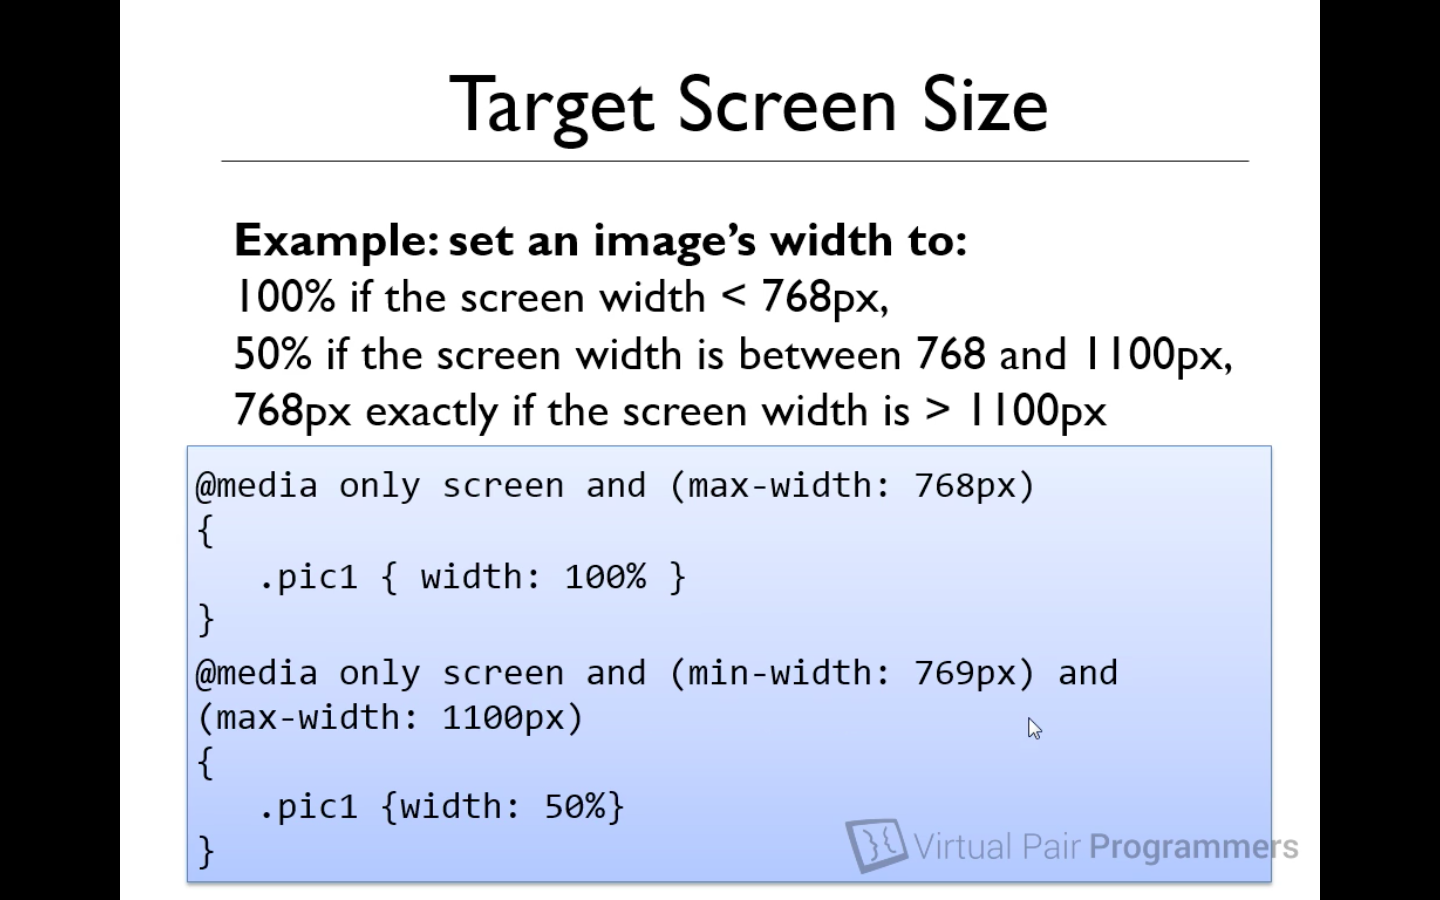 Target Screen Size
Example: set an image’s width to:
100% if the screen width < 768px,
50% if the screen width is between 768 and 1100px,
768px exactly if the screen width is > 1100px
@media only screen and (max-width: 768px)
{
.pic1 { width: 100% }
}
@media only screen and (min-width: 769px) and
(max-width: 1100px)
{
.pic1 {width: 50%}
}
Virtual Pair Programmers